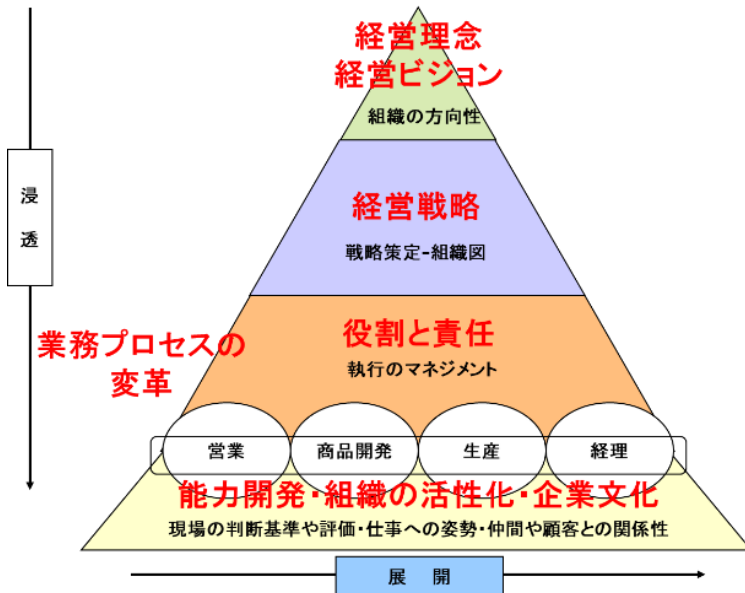 経営理念
経営ビジョン
組織の方向性
浸
透
経営戦略
戦略策定-組織図
業務プロセスの
変革
役割と責任
執行のマネジメント
営業 商品開発 生産 経理
能力開発・組織の活性化・企業文化
現場の判断基準や評価・仕事への姿勢・仲間や顧客との関係性
展 開